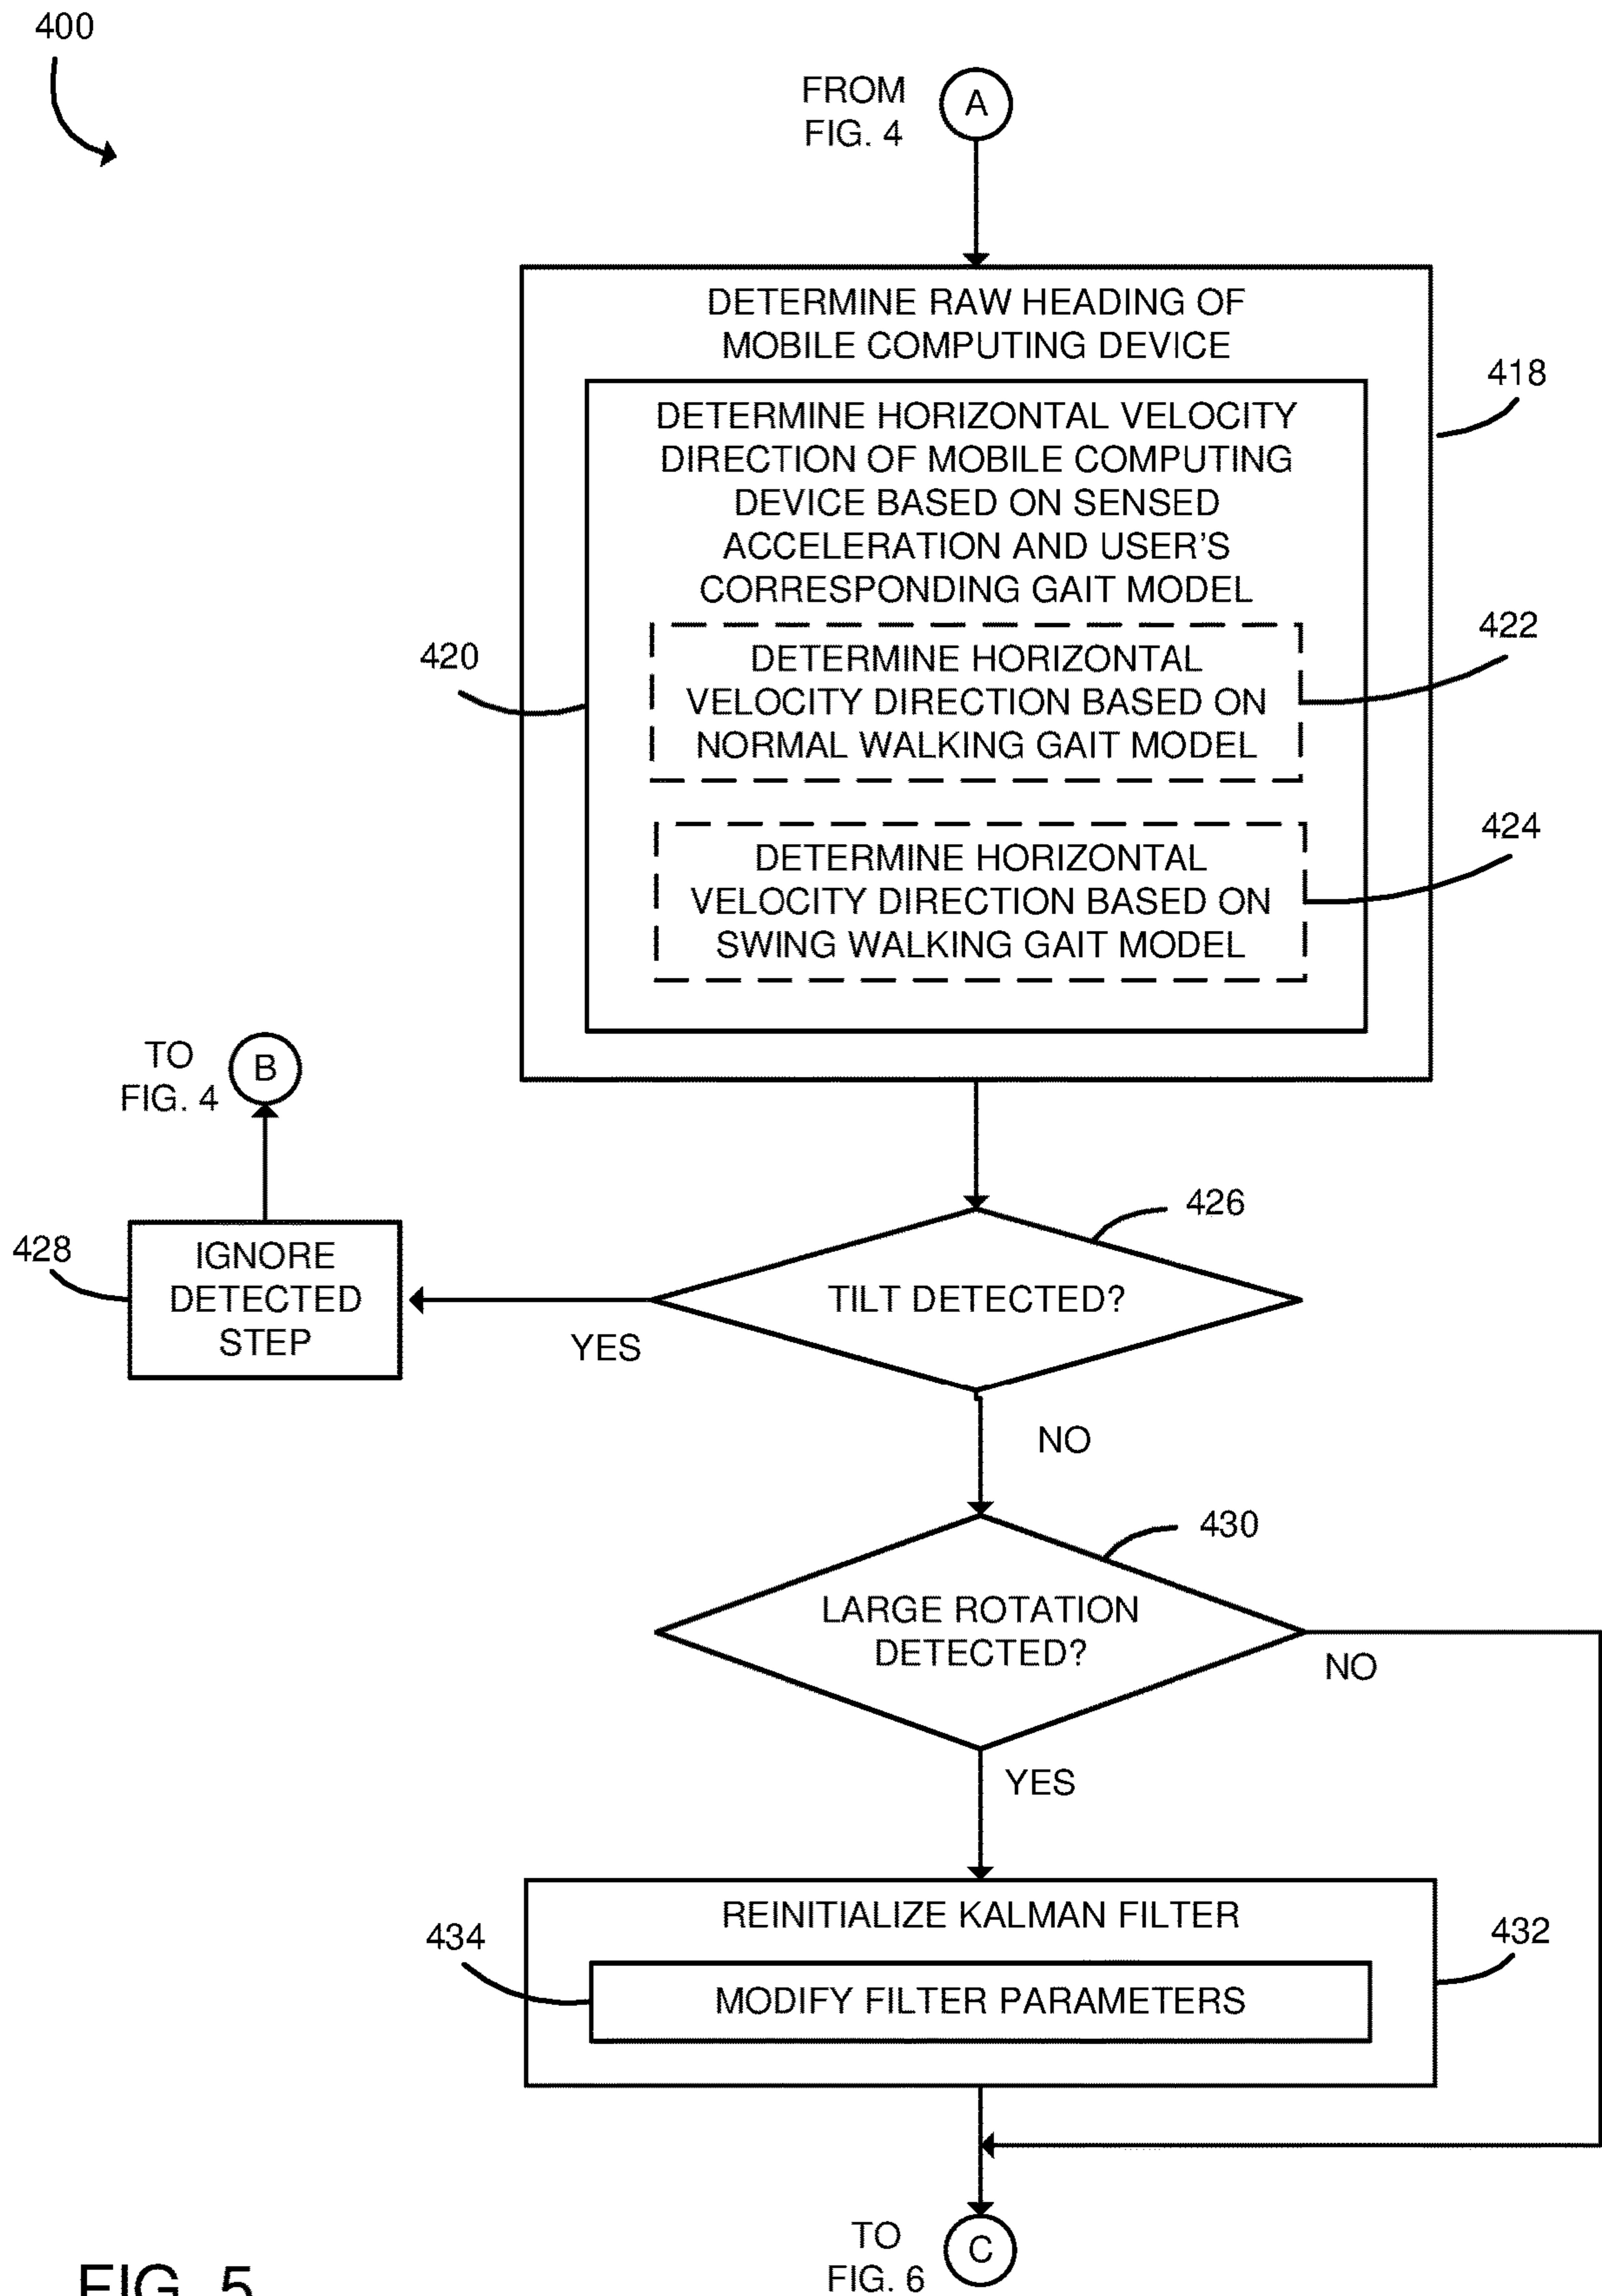 400
FROM
FIG. 4
A
DETERMINE RAW HEADING OF
MOBILE COMPUTING DEVICE
418
DETERMINE HORIZONTAL VELOCITY
DIRECTION OF MOBILE COMPUTING
DEVICE BASED ON SENSED
ACCELERATION AND USER'S
CORRESPONDING GAIT MODEL
420
422
DETERMINE HORIZONTAL
VELOCITY DIRECTION BASED ON
NORMAL WALKING GAIT MODEL
424
DETERMINE HORIZONTAL
VELOCITY DIRECTION BASED ON
SWING WALKING GAIT MODEL
TO
FIG. 4
B
426
TILT DETECTED?
428
IGNORE
DETECTED
STEP
YES
NO
430
LARGE ROTATION
DETECTED?
NO
YES
REINITIALIZE KALMAN FILTER
432
434
MODIFY FILTER PARAMETERS
TO
FIG. 6
C
FIG. 5